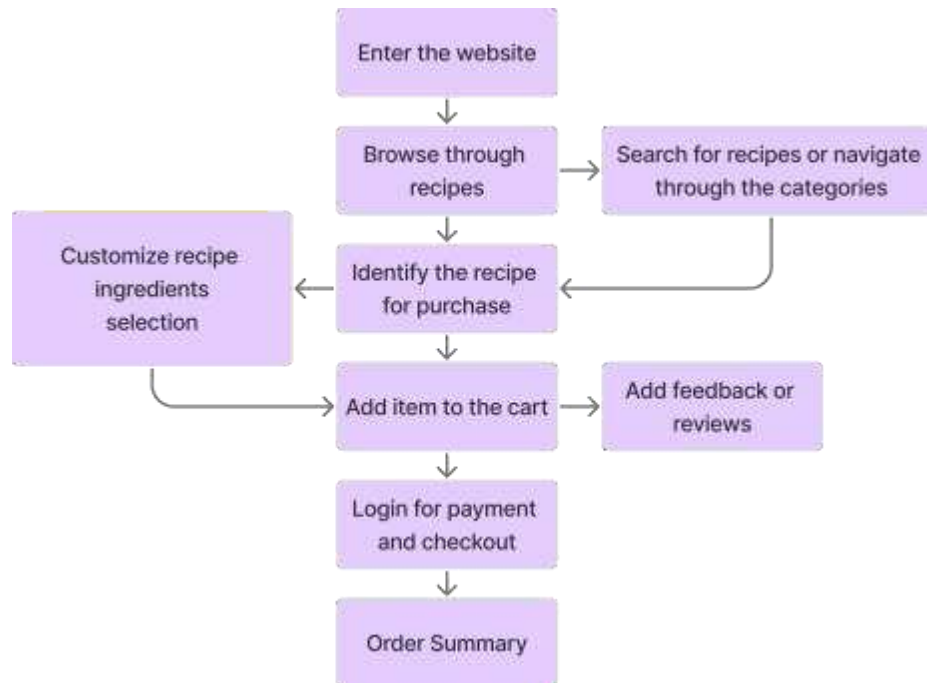 Enter the website
Browse through
recipes
Search for recipes or navigate
through the categories
Customize recipe
ingredients
selection
Identify the recipe
for purchase
Add item to the cart
Add feedback or
reviews
Login for payment
and checkout
Order Summary